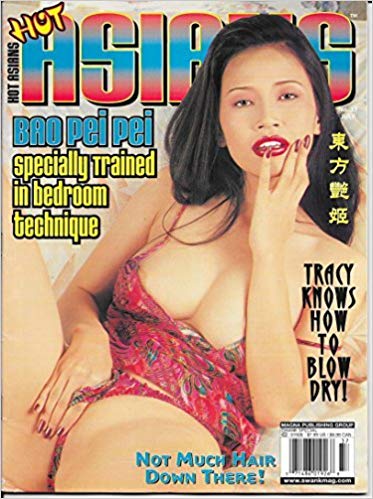 HOT ASIANS
HOT
ASIANS
TM
BAO PEI PEI
SPECIALLY TRAINED
IN BEDROOM
TECHNIQUE
東方艷姬
TRACY
KNOWS
HOW
TO
BLOW
DRY!
NOT MUCH HAIR
DOWN THERE!
MAGNA PUBLISHING GROUP
www.swankmag.com